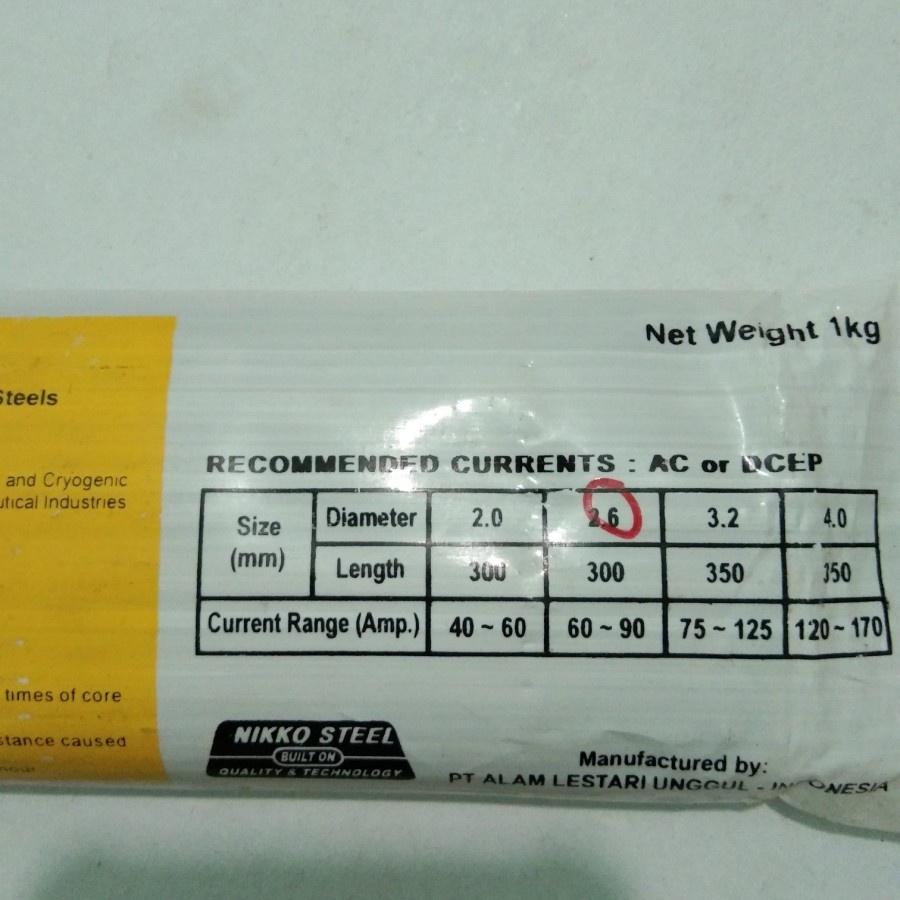 Net Weight 1kg
Steels
and Cryogenic
utical Industries
RECOMMENDED CURRENTS : AC or DCEP
Size (mm) Diameter 2.0 2.6 3.2 4.0
Length 300 300 350 350
Current Range (Amp.) 40 ~ 60 60 ~ 90 75 ~ 125 120 ~ 170
times of core
stance caused
NIKKO STEEL
BUILT ON
QUALITY & TECHNOLOGY
Manufactured by:
PT ALAM LESTARI UNGGUL - INDONESIA